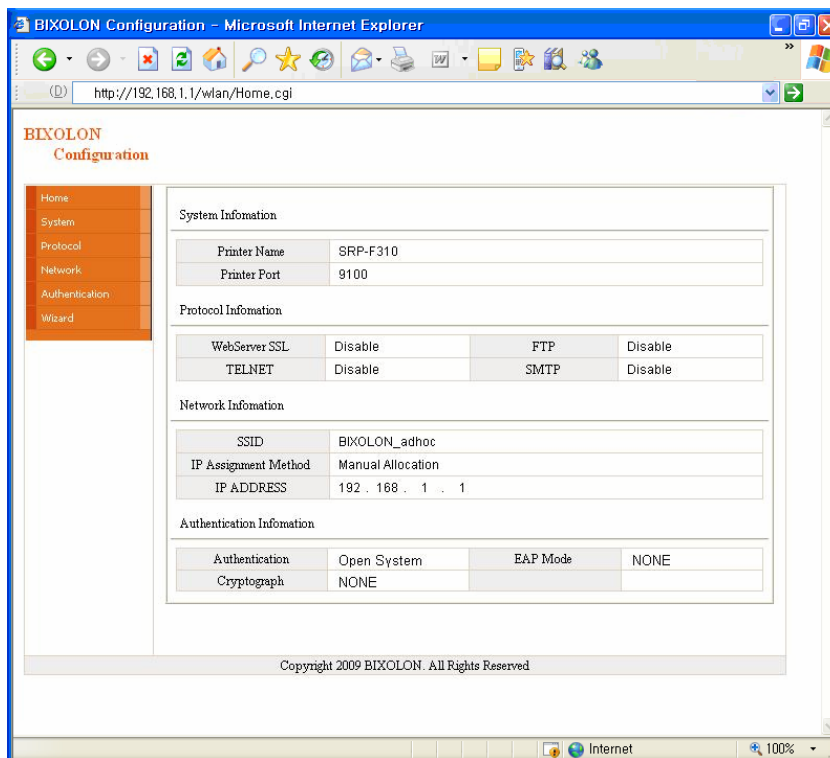 BIXOLON Configuration - Microsoft Internet Explorer
(D) http://192.168.1.1/wlan/Home.cgi
BIXOLON
Configuration
Home
System
Protocol
Network
Authentication
Wizard
System Infomation
Printer Name SRP-F310
Printer Port 9100
Protocol Infomation
WebServer SSL Disable FTP Disable
TELNET Disable SMTP Disable
Network Infomation
SSID BIXOLON_adhoc
IP Assignment Method Manual Allocation
IP ADDRESS 192 . 168 . 1 . 1
Authentication Infomation
Authentication Open System EAP Mode NONE
Cryptograph NONE
Copyright 2009 BIXOLON. All Rights Reserved
Internet 100%